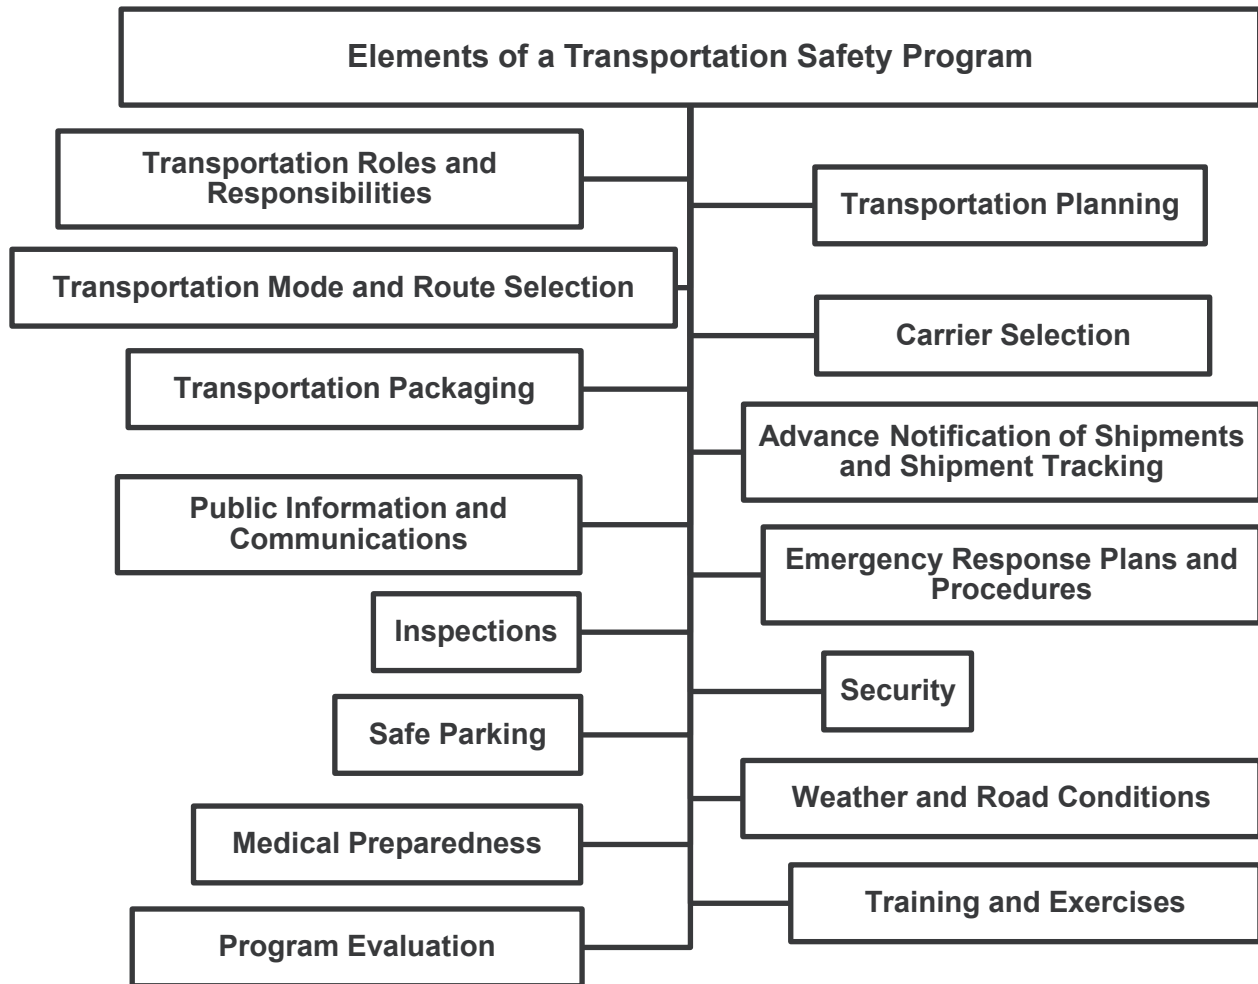 Elements of a Transportation Safety Program
Transportation Roles and
Responsibilities
Transportation Planning
Transportation Mode and Route Selection
Carrier Selection
Transportation Packaging
Advance Notification of Shipments
and Shipment Tracking
Public Information and
Communications
Emergency Response Plans and
Procedures
Inspections
Security
Safe Parking
Weather and Road Conditions
Medical Preparedness
Training and Exercises
Program Evaluation